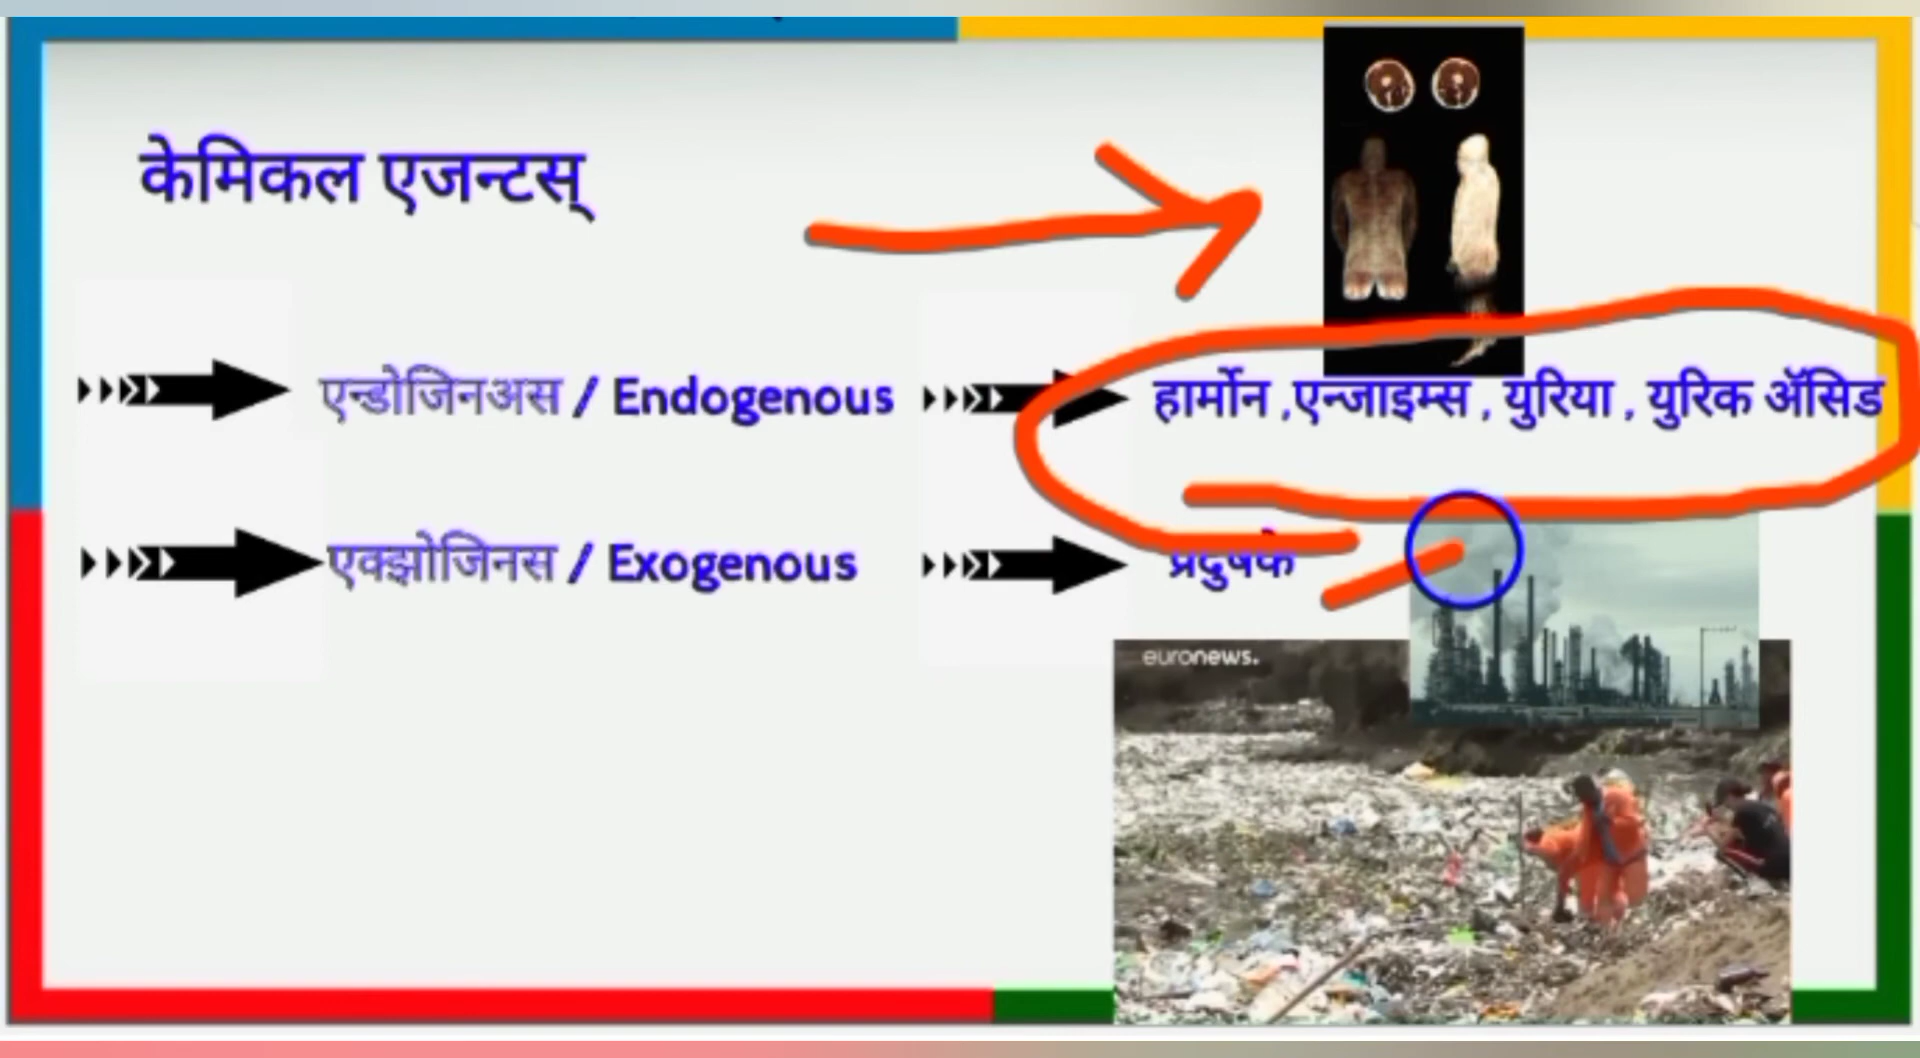 केमिकल एजन्टस्
एन्डोजिनअस / Endogenous
हार्मोन ,एन्जाइम्स , युरिया , युरिक ॲसिड
एक्झोजिनस / Exogenous
प्रदुषके
euronews.